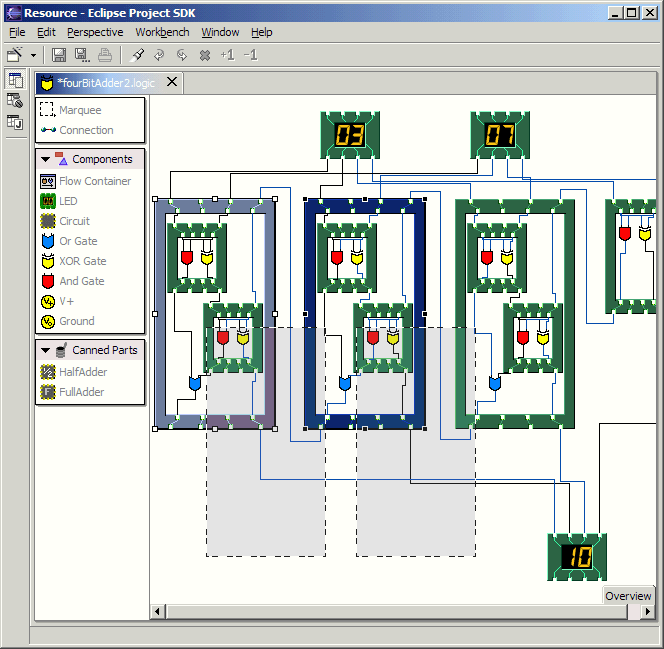 Resource - Eclipse Project SDK
File Edit Perspective Workbench Window Help
+1 -1
*fourBitAdder2.logic
Marquee
Connection
Components
Flow Container
LED
Circuit
Or Gate
XOR Gate
And Gate
V+
Ground
Canned Parts
HalfAdder
FullAdder
03
07
10
Overview